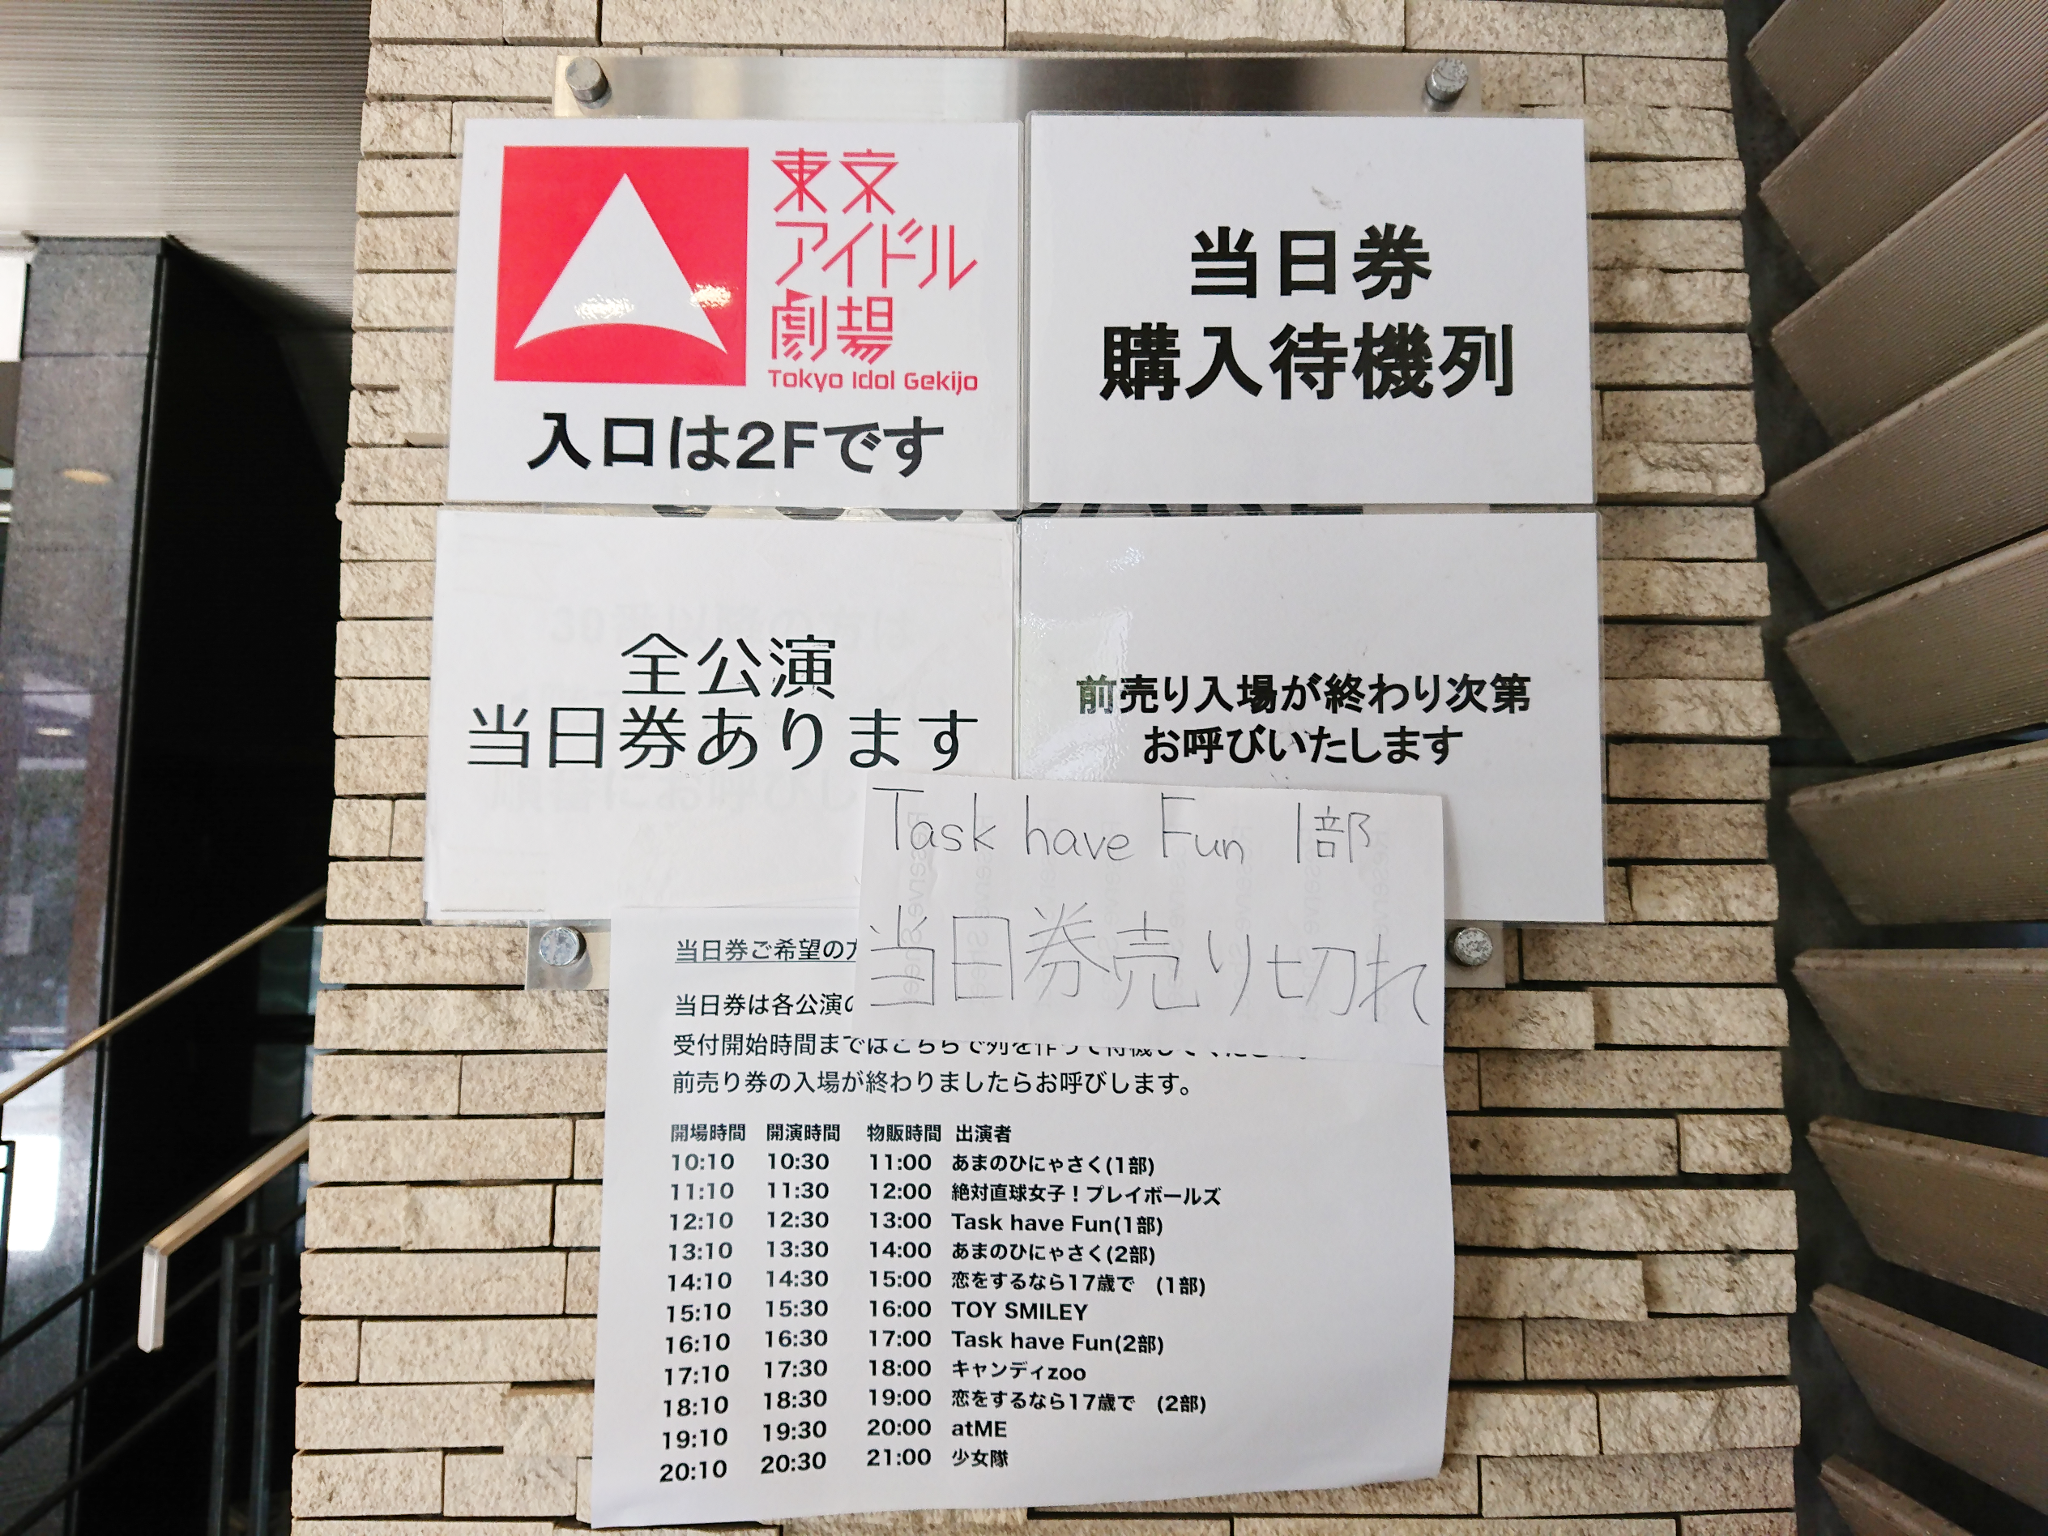 東京
アイドル
劇場
Tokyo Idol Gekijo
入口は2Fです
当日券
購入待機列
全公演
当日券あります
前売り入場が終わり次第
お呼びいたします
Task have Fun 1部
当日券売り切れ
当日券ご希望の方
当日券は各公演の
受付開始時間まではこちらで列を作って待機してください。
前売り券の入場が終わりましたらお呼びします。
開場時間 開演時間 物販時間 出演者
10:10 10:30 11:00 あまのひにゃさく(1部)
11:10 11:30 12:00 絶対直球女子！プレイボールズ
12:10 12:30 13:00 Task have Fun(1部)
13:10 13:30 14:00 あまのひにゃさく(2部)
14:10 14:30 15:00 恋をするなら17歳で (1部)
15:10 15:30 16:00 TOY SMILEY
16:10 16:30 17:00 Task have Fun(2部)
17:10 17:30 18:00 キャンディzoo
18:10 18:30 19:00 恋をするなら17歳で (2部)
19:10 19:30 20:00 atME
20:10 20:30 21:00 少女隊